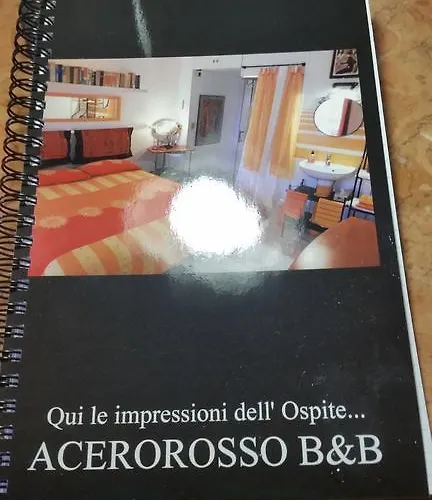 Qui le impressioni dell' Ospite...
ACEROROSSO B&B